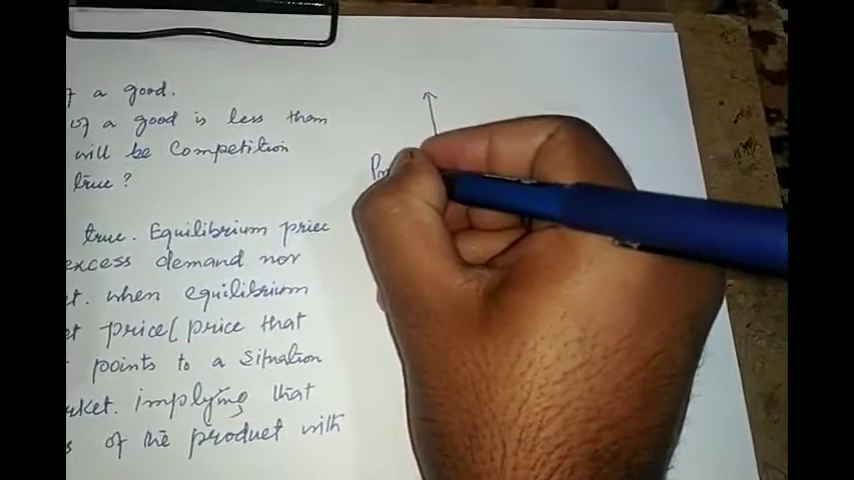 of a good.
of a good is less than
will be competition
true?
true. Equilibrium price
excess demand nor
when equilibrium
price ( price that
points to a situation
implying that
of the product with